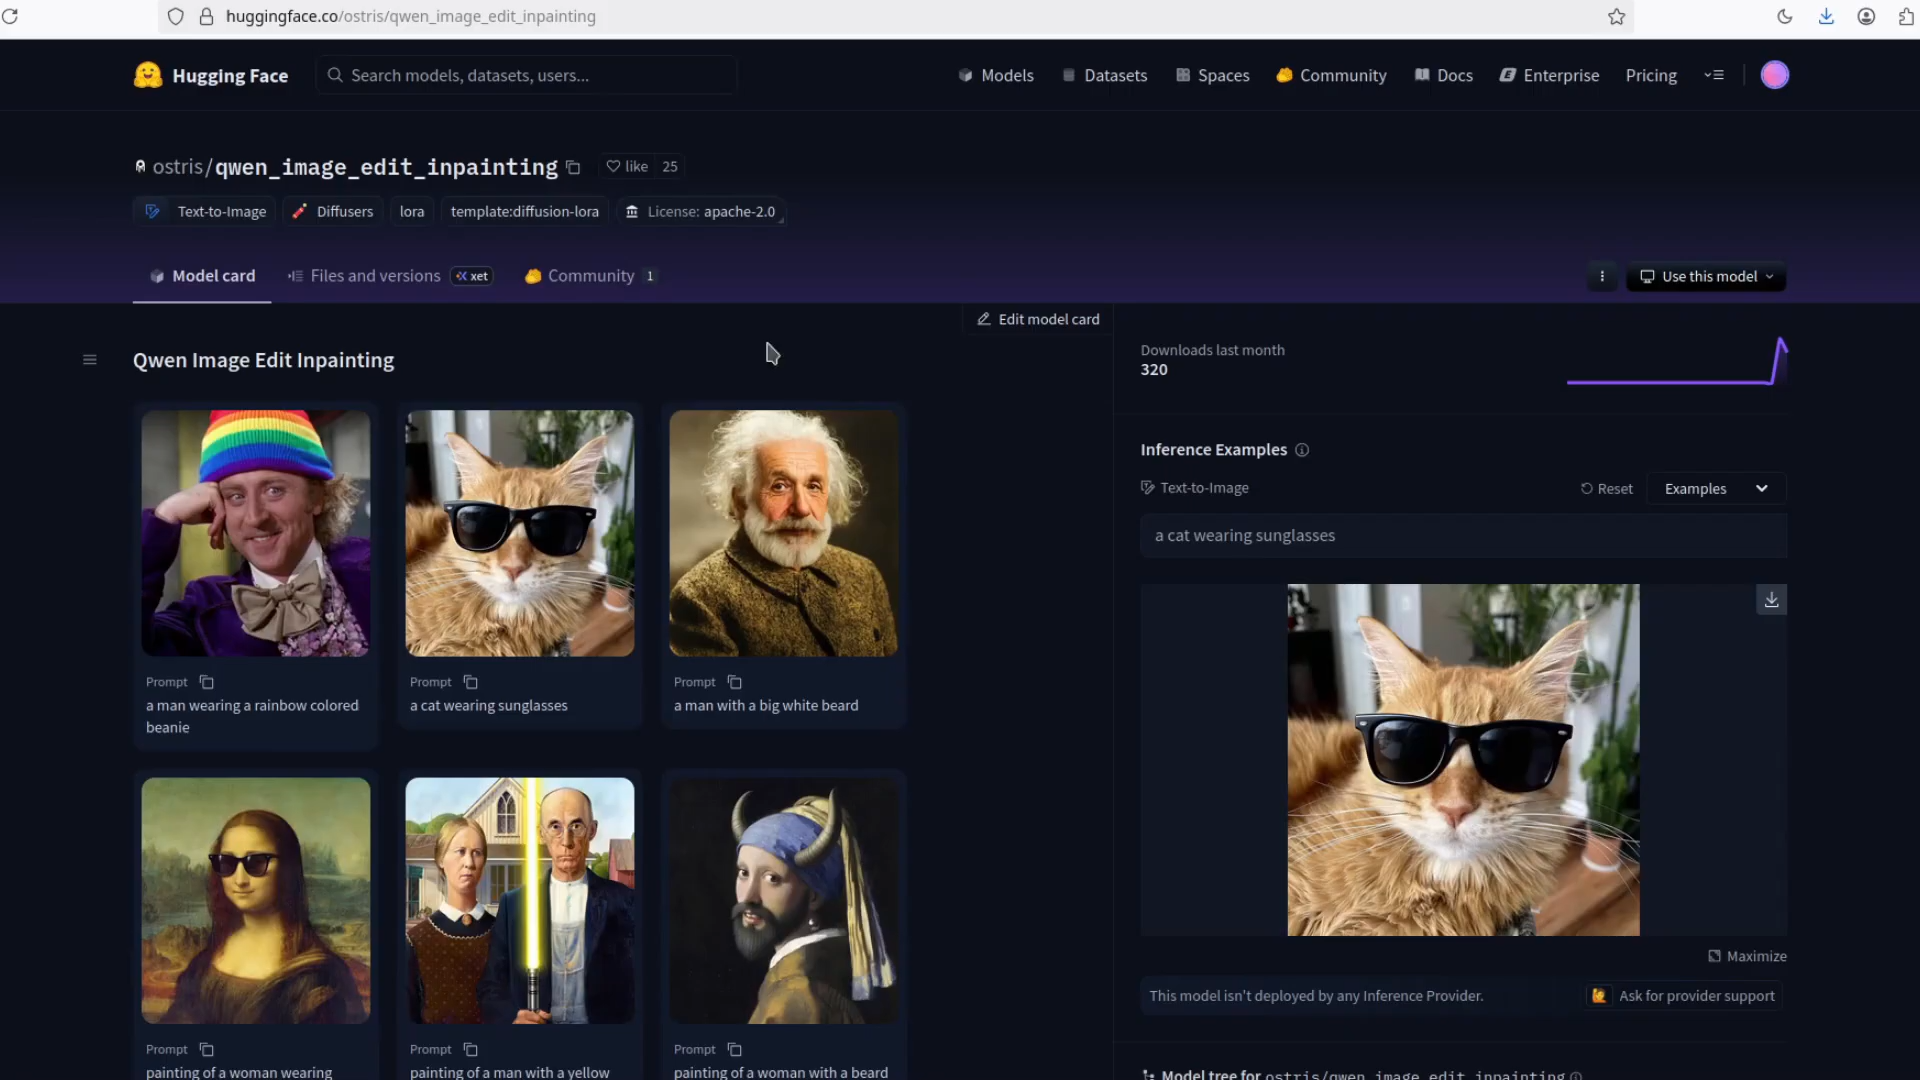 huggingface.co/ostris/qwen_image_edit_inpainting
Hugging Face
Search models, datasets, users...
Models
Datasets
Spaces
Community
Docs
Enterprise
Pricing
ostris/qwen_image_edit_inpainting
like 25
Text-to-Image
Diffusers
lora
template:diffusion-lora
License: apache-2.0
Model card
Files and versions
xet
Community 1
Use this model
Edit model card
Qwen Image Edit Inpainting
Prompt
a man wearing a rainbow colored
beanie
Prompt
a cat wearing sunglasses
Prompt
a man with a big white beard
Prompt
painting of a woman wearing
Prompt
painting of a man with a yellow
Prompt
painting of a woman with a beard
Downloads last month
320
Inference Examples
Text-to-Image
Reset
Examples
a cat wearing sunglasses
Maximize
This model isn't deployed by any Inference Provider.
Ask for provider support
Model tree for ostris/qwen_image_edit_inpainting